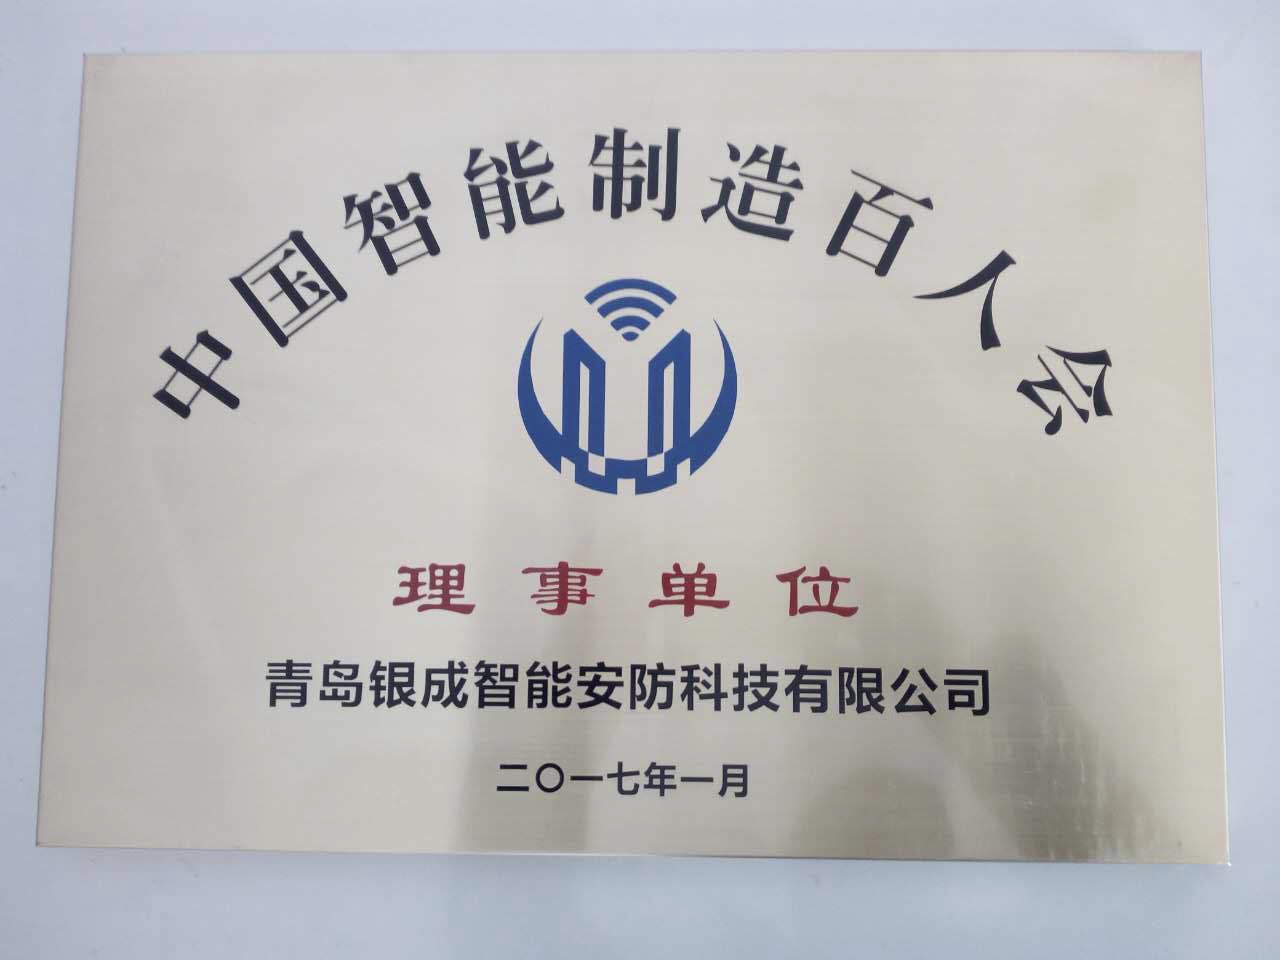 中国智能制造百人会
理事单位
青岛银成智能安防科技有限公司
二〇一七年一月